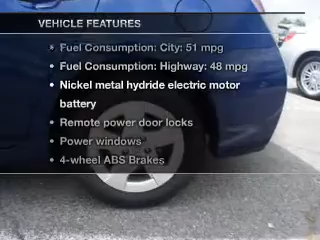 VEHICLE FEATURES
• Fuel Consumption: City: 51 mpg
• Fuel Consumption: Highway: 48 mpg
• Nickel metal hydride electric motor
battery
• Remote power door locks
• Power windows
• 4-wheel ABS Brakes